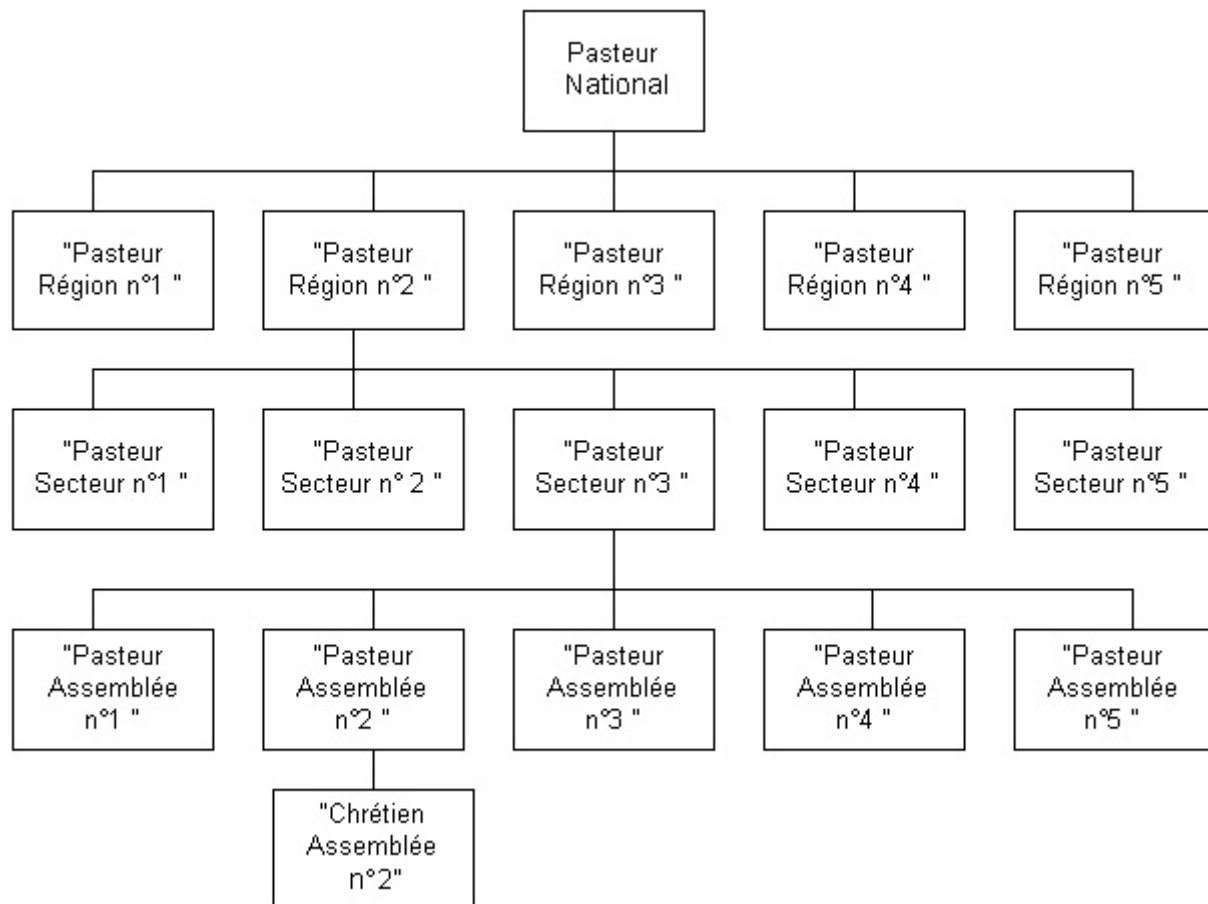 Pasteur
National
"Pasteur
Région n°1 "
"Pasteur
Région n°2 "
"Pasteur
Région n°3 "
"Pasteur
Région n°4 "
"Pasteur
Région n°5 "
"Pasteur
Secteur n°1 "
"Pasteur
Secteur n° 2 "
"Pasteur
Secteur n°3 "
"Pasteur
Secteur n°4 "
"Pasteur
Secteur n°5 "
"Pasteur
Assemblée
n°1 "
"Pasteur
Assemblée
n°2 "
"Pasteur
Assemblée
n°3 "
"Pasteur
Assemblée
n°4 "
"Pasteur
Assemblée
n°5 "
"Chrétien
Assemblée
n°2"